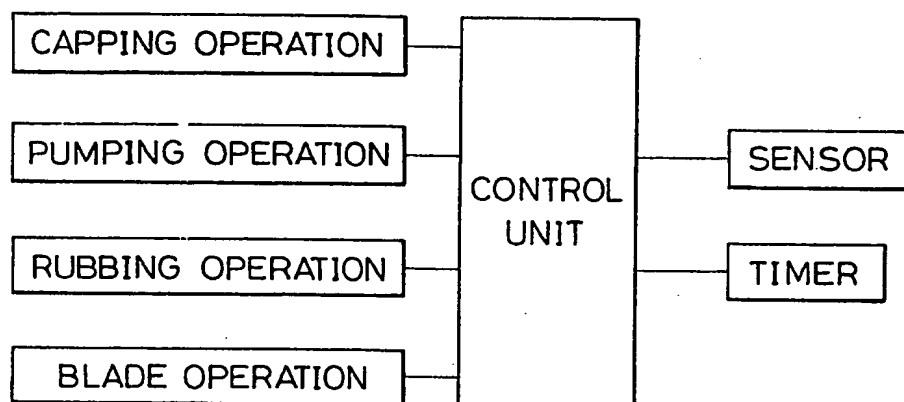 CAPPING OPERATION
PUMPING OPERATION
RUBBING OPERATION
BLADE OPERATION
CONTROL
UNIT
SENSOR
TIMER